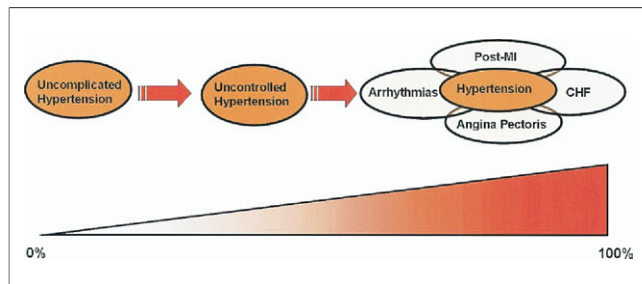 Uncomplicated
Hypertension
Uncontrolled
Hypertension
Post-MI
Arrhythmias
Hypertension
CHF
Angina Pectoris
0%
100%